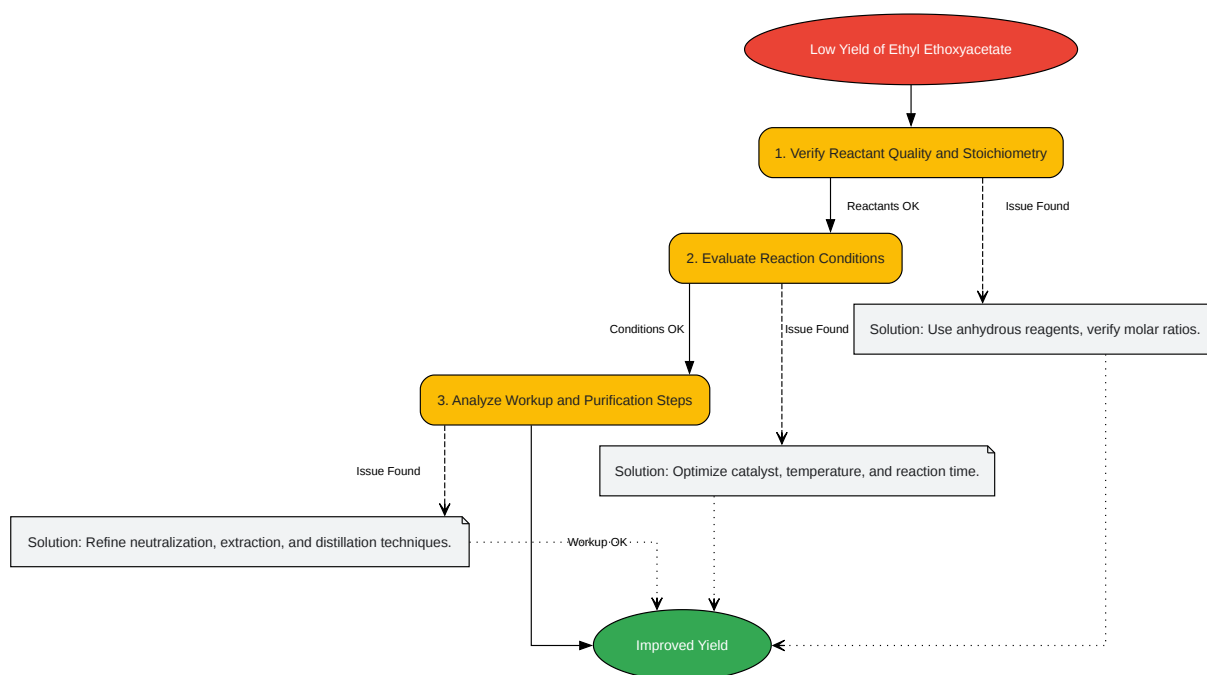 Low Yield of Ethyl Ethoxyacetate
1. Verify Reactant Quality and Stoichiometry
Reactants OK
Issue Found
2. Evaluate Reaction Conditions
Conditions OK
Issue Found
Solution: Use anhydrous reagents, verify molar ratios.
3. Analyze Workup and Purification Steps
Issue Found
Solution: Optimize catalyst, temperature, and reaction time.
Solution: Refine neutralization, extraction, and distillation techniques.
Workup OK
Improved Yield